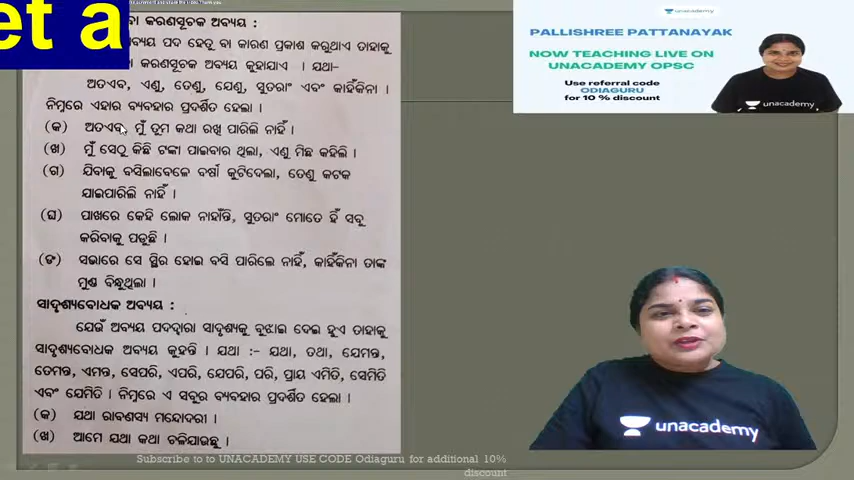 et a
ବା କରଣସୂଚକ ଅବ୍ୟୟ :
ବ୍ୟୟ ପଦ ହେତୁ ବା କାରଣ ପ୍ରକାଶ କରୁଥାଏ ତାହାକୁ
ବା କରଣସୂଚକ ଅବ୍ୟୟ କୁହାଯାଏ । ଯଥା–
ଅତଏବ, ଏଣୁ, ତେଣୁ, ଯେଣୁ, ସୁତରାଂ ଏବଂ କାହିଁକିନା ।
ନିମ୍ନରେ ଏହାର ବ୍ୟବହାର ପ୍ରଦର୍ଶିତ ହେଲା ।
(କ) ଅତଏବ, ମୁଁ ତୁମ କଥା ରଖି ପାରିଲି ନାହିଁ ।
(ଖ) ମୁଁ ସେଠୁ କିଛି ଟଙ୍କା ପାଇବାର ଥିଲା, ଏଣୁ ମିଛ କହିଲି ।
(ଗ) ଯିବାକୁ ବସିଲାବେଳେ ବର୍ଷା କୁଟିଦେଲା, ତେଣୁ କଟକ
ଯାଇପାରିଲି ନାହିଁ ।
(ଘ) ପାଖରେ କେହି ଲୋକ ନାହାଁନ୍ତି, ସୁତରାଂ ମୋତେ ହିଁ ସବୁ
କରିବାକୁ ପଡୁଛି ।
(ଙ) ସଭାରେ ସେ ସ୍ଥିର ହୋଇ ବସି ପାରିଲେ ନାହିଁ, କାହିଁକିନା ତାଙ୍କ
ମୁଣ୍ଡ ବିନ୍ଧୁଥିଲା ।
ସାଦୃଶ୍ୟବୋଧକ ଅବ୍ୟୟ :
ଯେଉଁ ଅବ୍ୟୟ ପଦଦ୍ୱାରା ସାଦୃଶ୍ୟକୁ ବୁଝାଇ ଦେଇ ହୁଏ ତାହାକୁ
ସାଦୃଶ୍ୟବୋଧକ ଅବ୍ୟୟ କୁହନ୍ତି । ଯଥା :– ଯଥା, ତଥା, ଯେମନ୍ତ,
ତେମନ୍ତ, ଏମନ୍ତ, ସେପରି, ଏପରି, ଯେପରି, ପରି, ପ୍ରାୟ ଏମିତି, ସେମିତି
ଏବଂ ଯେମିତି । ନିମ୍ନରେ ଏ ସବୁର ବ୍ୟବହାର ପ୍ରଦର୍ଶିତ ହେଲା ।
(କ) ଯଥା ରାବଣସ୍ୟ ମନ୍ଦୋଦରୀ ।
(ଖ) ଆମେ ଯଥା କଥା ଚଳିଯାଉଛୁ ।
Subscribe to to UNACADEMY USE CODE Odiaguru for additional 10%
discount
unacademy
PALLISHREE PATTANAYAK
NOW TEACHING LIVE ON
UNACADEMY OPSC
Use referral code
ODIAGURU
for 10 % discount
unacademy
unacademy